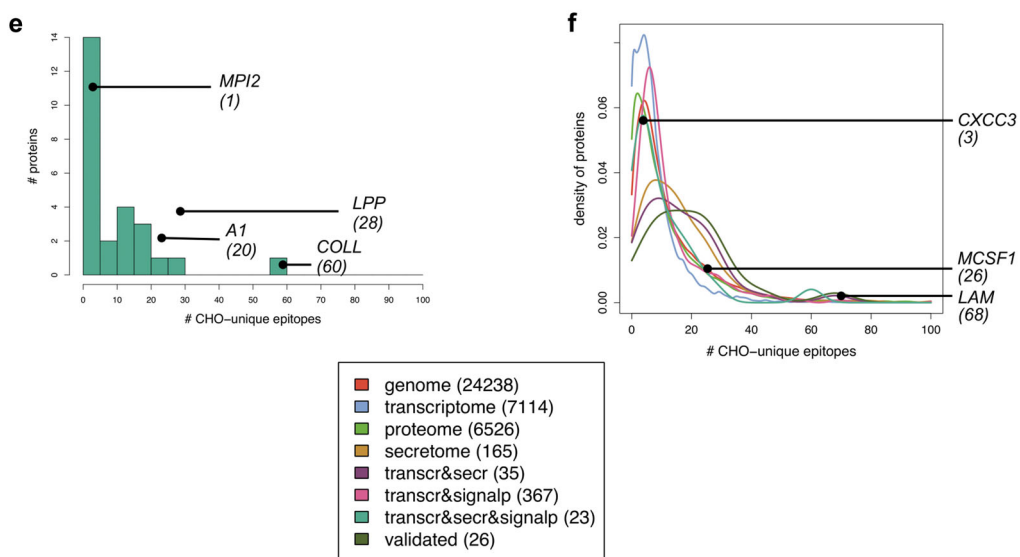 e
14
12
10
8
6
4
2
0
# proteins
MPI2
(1)
LPP
(28)
A1
(20)
COLL
(60)
0 10 20 30 40 50 60 70 80 90 100
# CHO−unique epitopes
f
0.06
0.04
0.02
0.00
density of proteins
CXCC3
(3)
MCSF1
(26)
LAM
(68)
0 20 40 60 80 100
# CHO−unique epitopes
genome (24238)
transcriptome (7114)
proteome (6526)
secretome (165)
transcr&secr (35)
transcr&signalp (367)
transcr&secr&signalp (23)
validated (26)